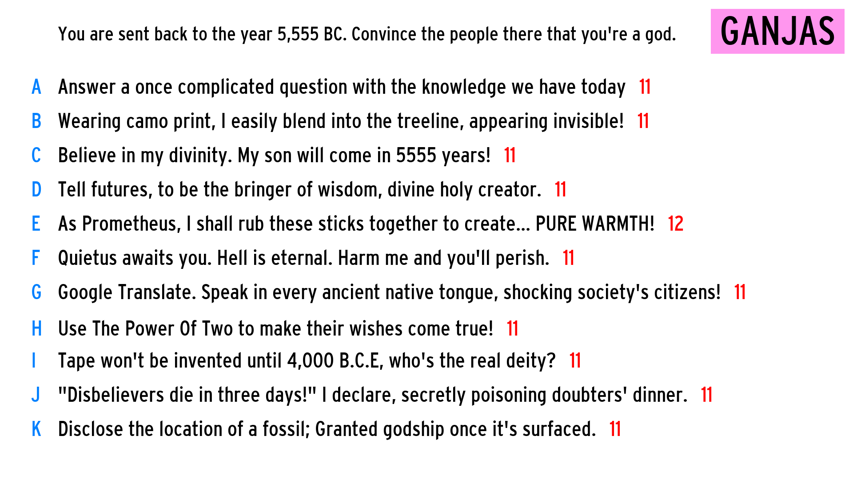 You are sent back to the year 5,555 BC. Convince the people there that you're a god.
GANJAS
A Answer a once complicated question with the knowledge we have today 11
B Wearing camo print, I easily blend into the treeline, appearing invisible! 11
C Believe in my divinity. My son will come in 5555 years! 11
D Tell futures, to be the bringer of wisdom, divine holy creator. 11
E As Prometheus, I shall rub these sticks together to create... PURE WARMTH! 12
F Quietus awaits you. Hell is eternal. Harm me and you'll perish. 11
G Google Translate. Speak in every ancient native tongue, shocking society's citizens! 11
H Use The Power Of Two to make their wishes come true! 11
I Tape won't be invented until 4,000 B.C.E, who's the real deity? 11
J "Disbelievers die in three days!" I declare, secretly poisoning doubters' dinner. 11
K Disclose the location of a fossil; Granted godship once it's surfaced. 11